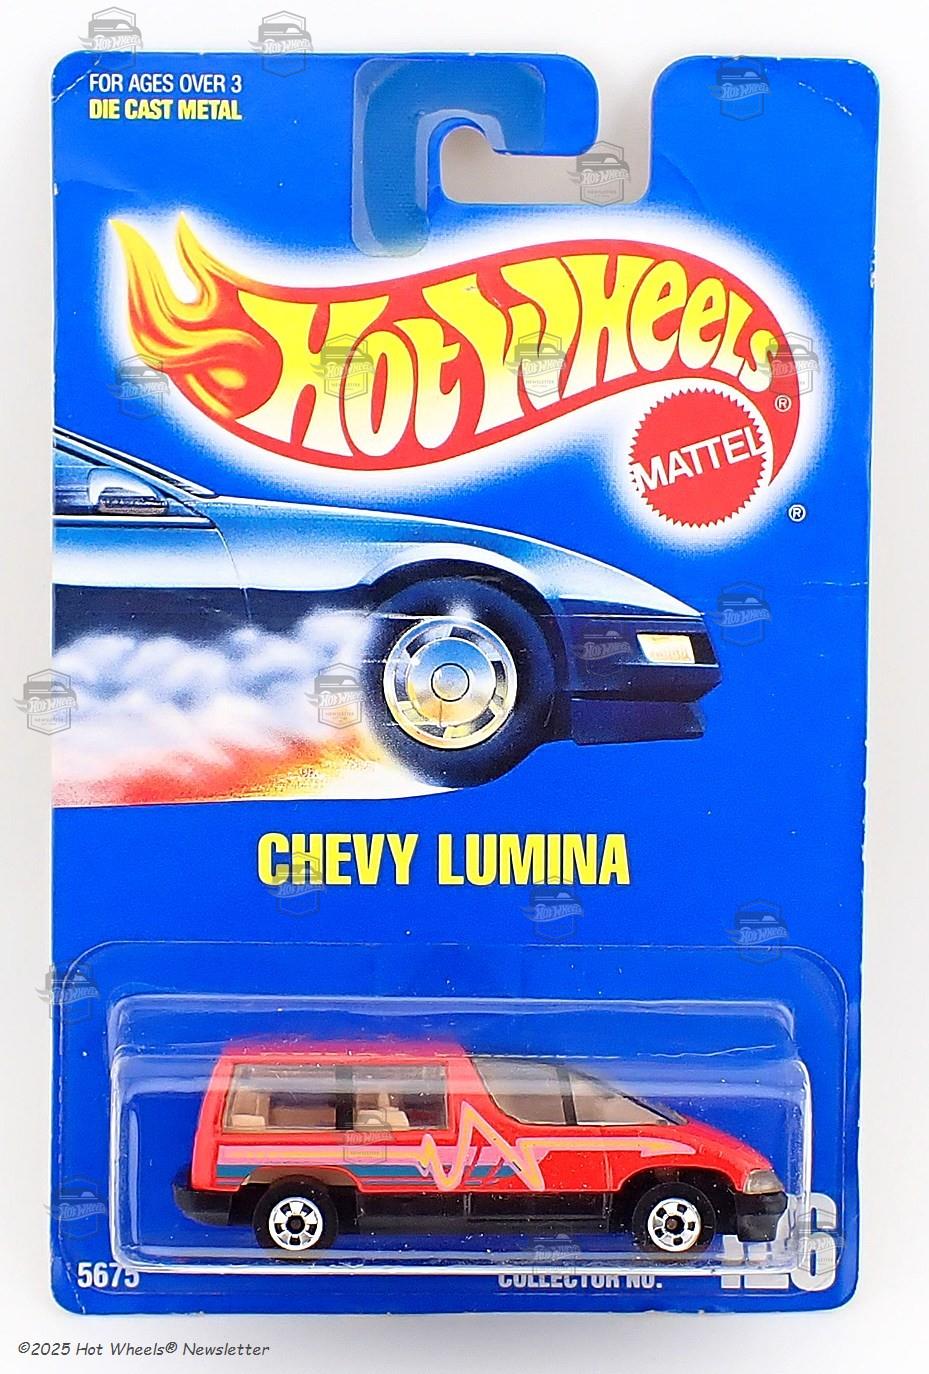 FOR AGES OVER 3
DIE CAST METAL
HOT WHEELS ®
MATTEL
®
CHEVY LUMINA
5675
COLLECTOR NO. 126
©2025 Hot Wheels® Newsletter